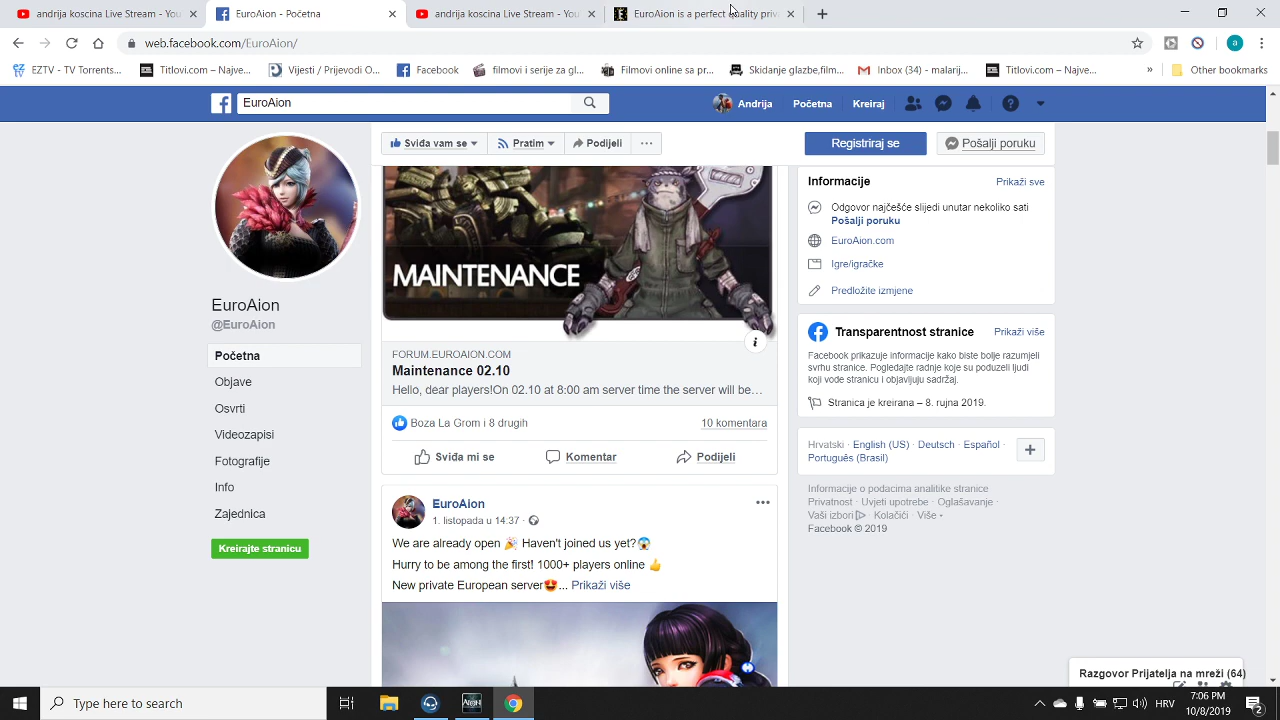 andrija koscina Live Stream - You
EuroAion - Početna
andrija koscina Live Stream - You
EuroAion is a perfect quality priva
web.facebook.com/EuroAion/
a
EZTV - TV Torrents...
Titlovi.com – Najve...
Vijesti / Prijevodi O...
Facebook
filmovi i serije za gl...
Filmovi online sa pr...
Skidanje glazbe,film...
Inbox (34) - malarij...
Titlovi.com – Najve...
»
Other bookmarks
EuroAion
Andrija
Početna
Kreiraj
Sviđa vam se
Pratim
Podijeli
Registriraj se
Pošalji poruku
EuroAion
@EuroAion
Početna
Objave
Osvrti
Videozapisi
Fotografije
Info
Zajednica
Kreirajte stranicu
MAINTENANCE
FORUM.EUROAION.COM
Maintenance 02.10
Hello, dear players!On 02.10 at 8:00 am server time the server will be…
Boza La Grom i 8 drugih
10 komentara
Sviđa mi se
Komentar
Podijeli
EuroAion
1. listopada u 14:37 ·
We are already open 🎉 Haven't joined us yet?😱
Hurry to be among the first! 1000+ players online 👍
New private European server😍... Prikaži više
Informacije
Prikaži sve
Odgovor najčešće slijedi unutar nekoliko sati
Pošalji poruku
EuroAion.com
Igre/igračke
Predložite izmjene
Transparentnost stranice
Prikaži više
Facebook prikazuje informacije kako biste bolje razumjeli
svrhu stranice. Pogledajte radnje koje su poduzeli ljudi
koji vode stranicu i objavljuju sadržaj.
Stranica je kreirana – 8. rujna 2019.
Hrvatski · English (US) · Deutsch · Español ·
Português (Brasil)
Informacije o podacima analitike stranice
Privatnost · Uvjeti upotrebe · Oglašavanje ·
Vaši izbori · Kolačići · Više
Facebook © 2019
Razgovor Prijatelja na mreži (64)
Type here to search
AION
HRV
7:06 PM
10/8/2019
2